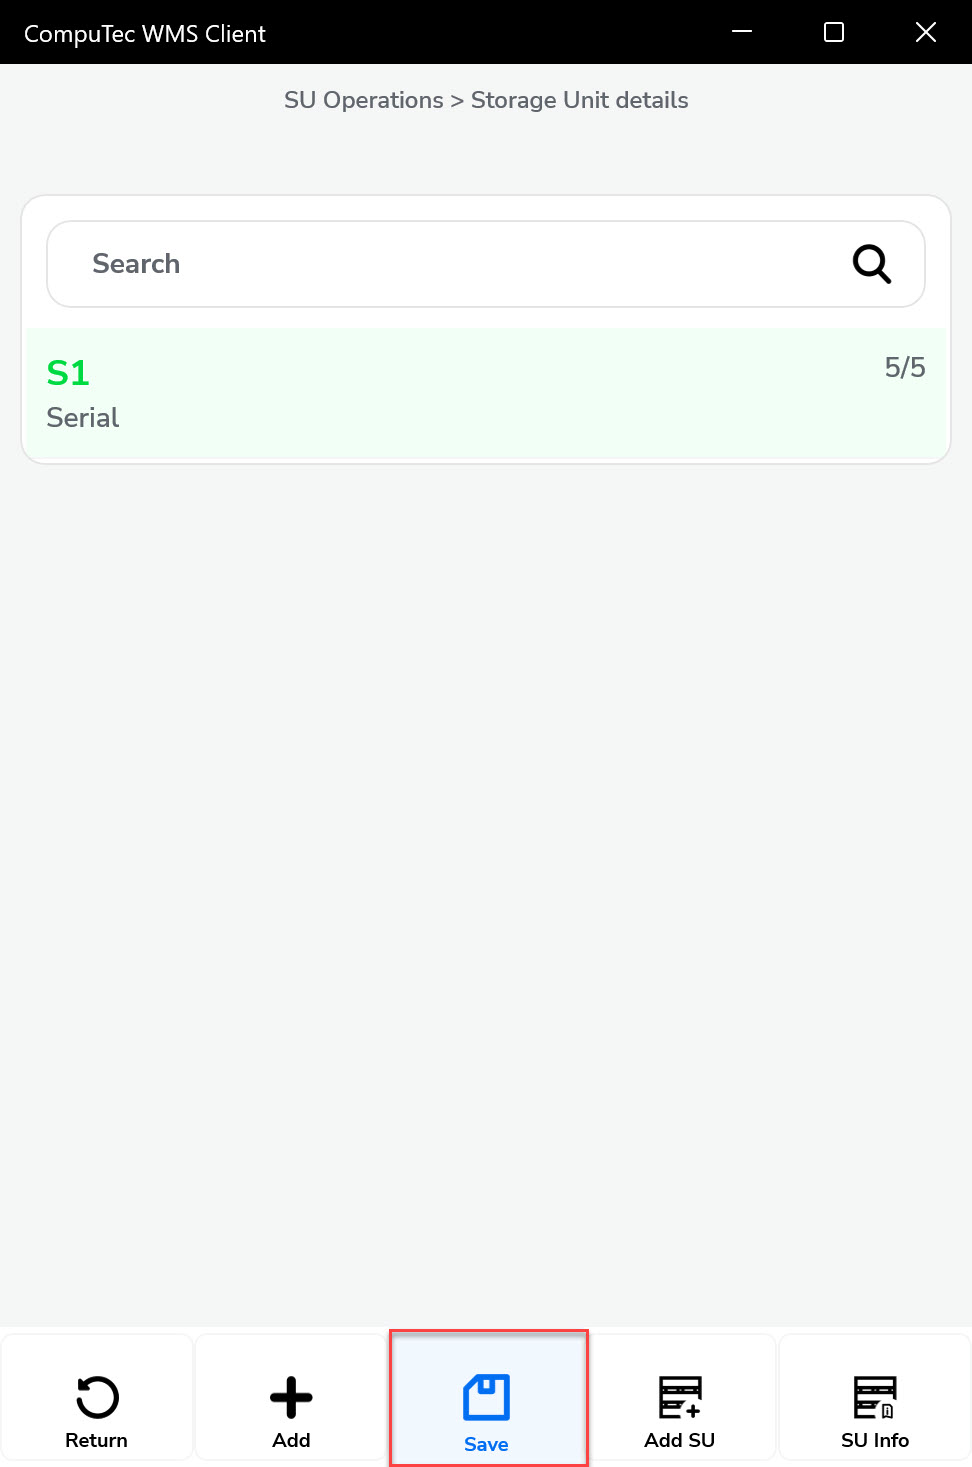 CompuTec WMS Client
SU Operations > Storage Unit details
Search
S1
5/5
Serial
Return
Add
Save
Add SU
SU Info